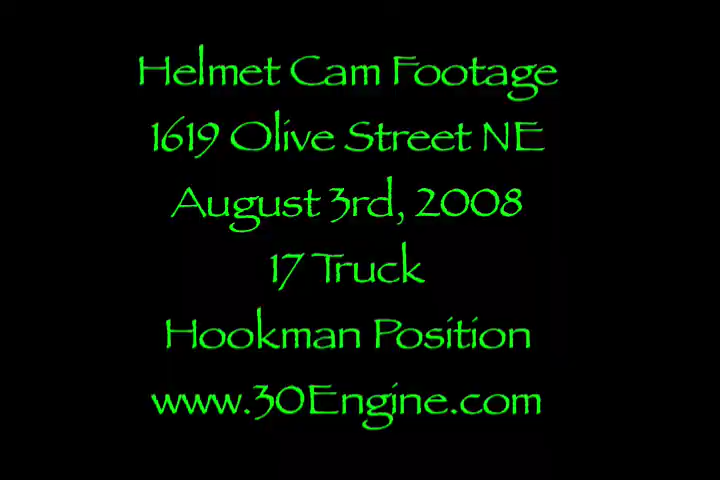 Helmet Cam Footage
1619 Olive Street NE
August 3rd, 2008
17 Truck
Hookman Position
www.30Engine.com